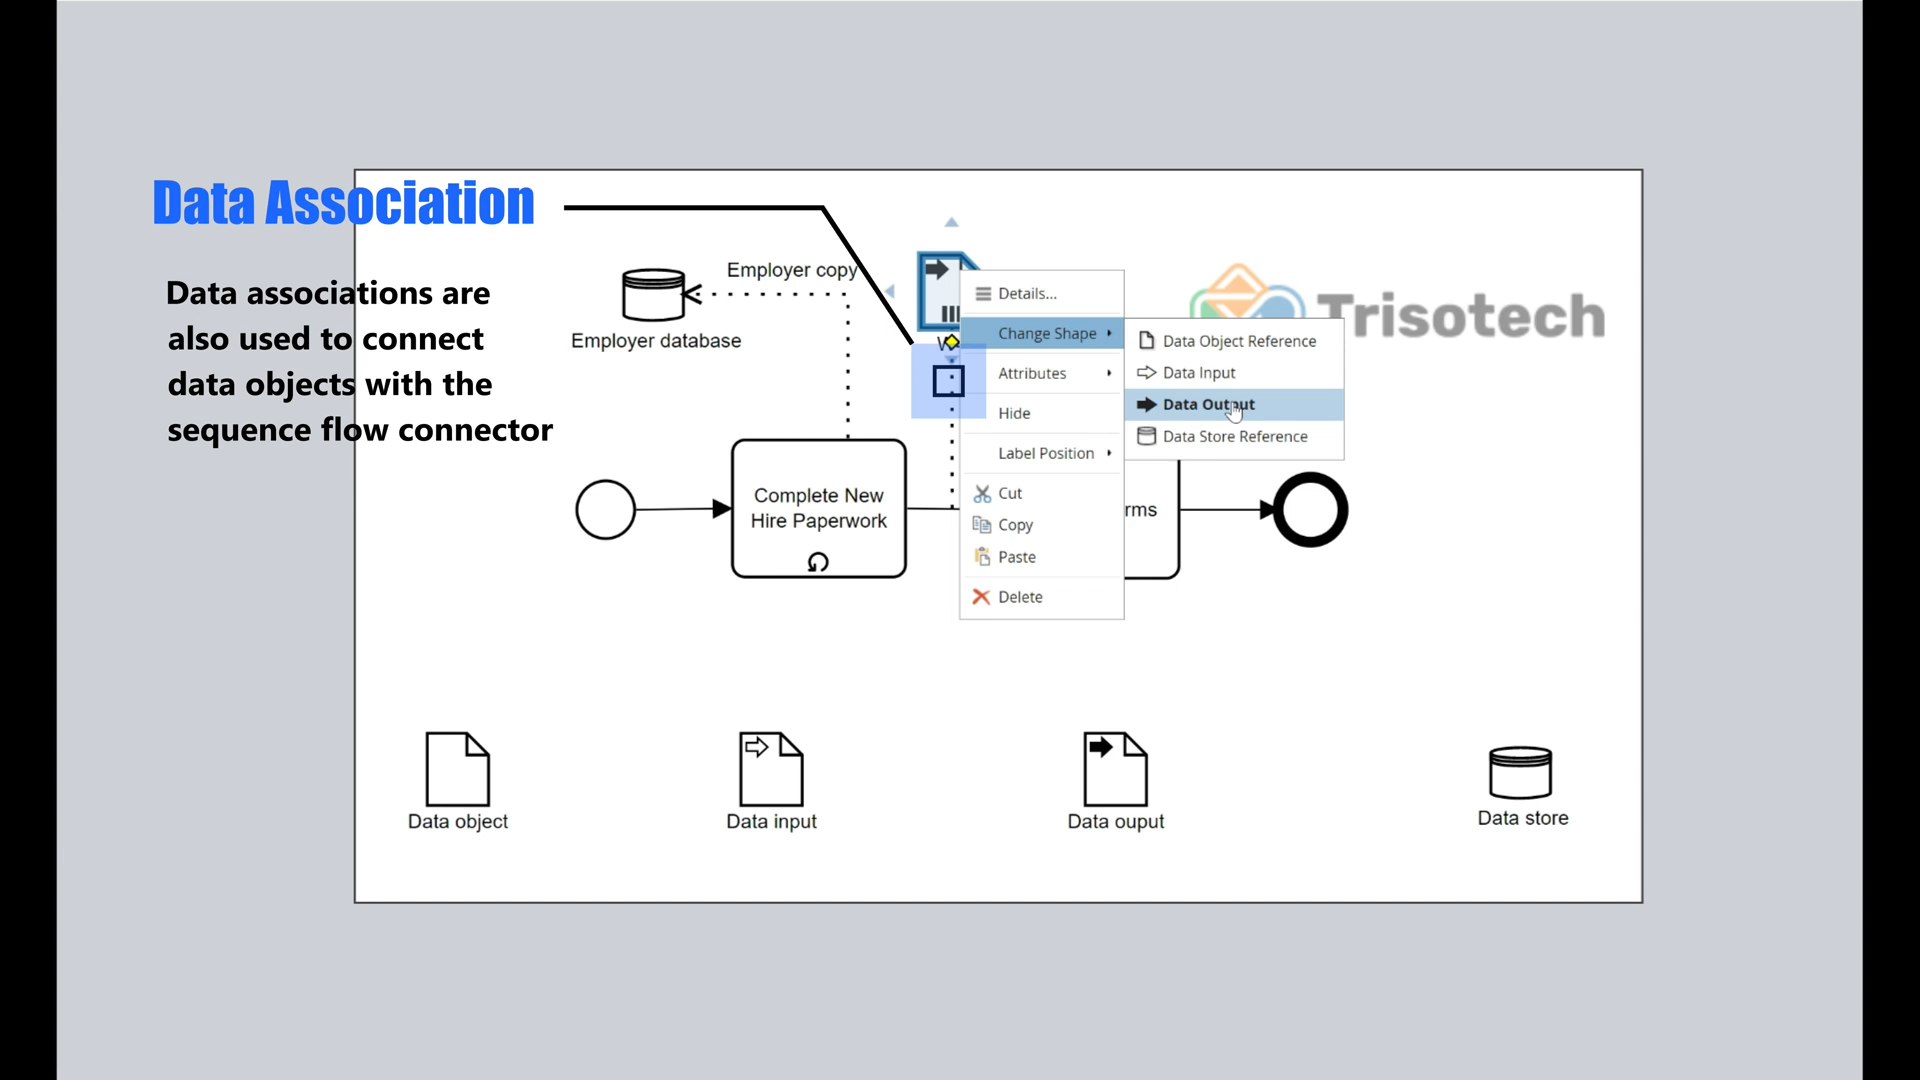 Data Association
Data associations are
also used to connect
data objects with the
sequence flow connector
Employer copy
Employer database
Trisotech
Details...
Change Shape
Attributes
Hide
Label Position
Cut
Copy
Paste
Delete
Data Object Reference
Data Input
Data Output
Data Store Reference
Complete New
Hire Paperwork
rms
Data object
Data input
Data ouput
Data store